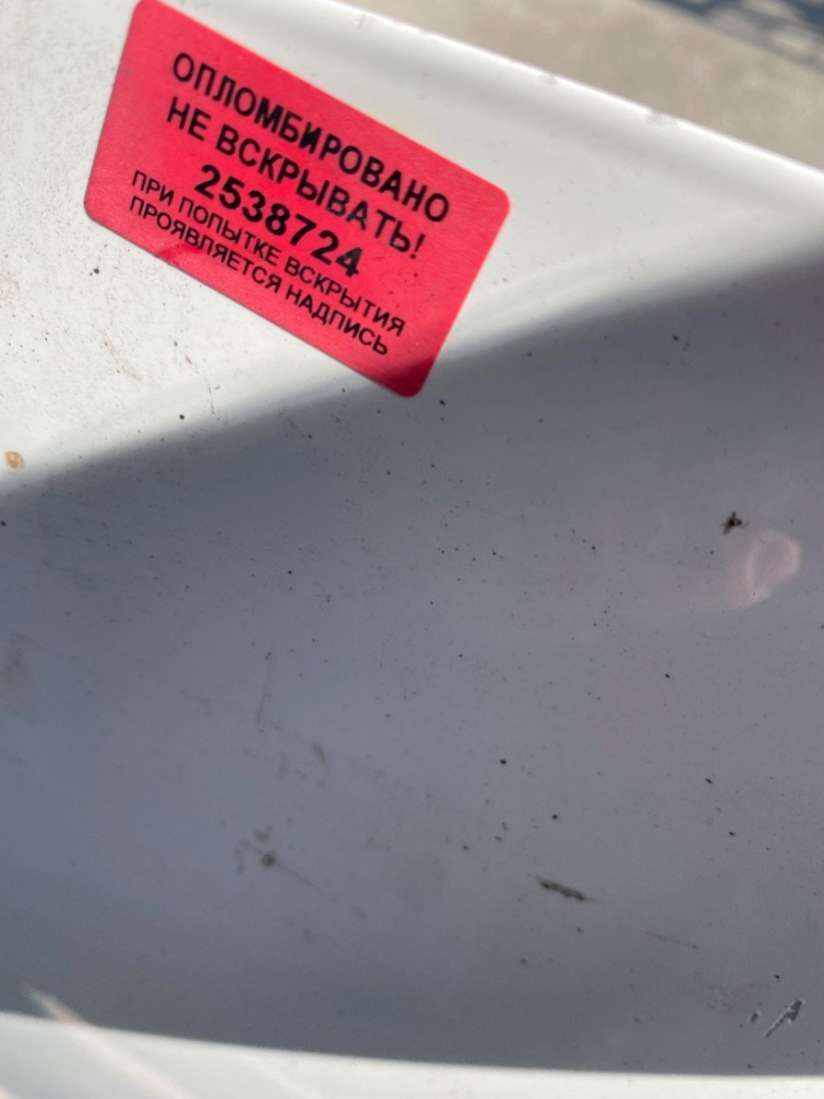 ОПЛОМБИРОВАНО
НЕ ВСКРЫВАТЬ!
2538724
ПРИ ПОПЫТКЕ ВСКРЫТИЯ
ПРОЯВЛЯЕТСЯ НАДПИСЬ